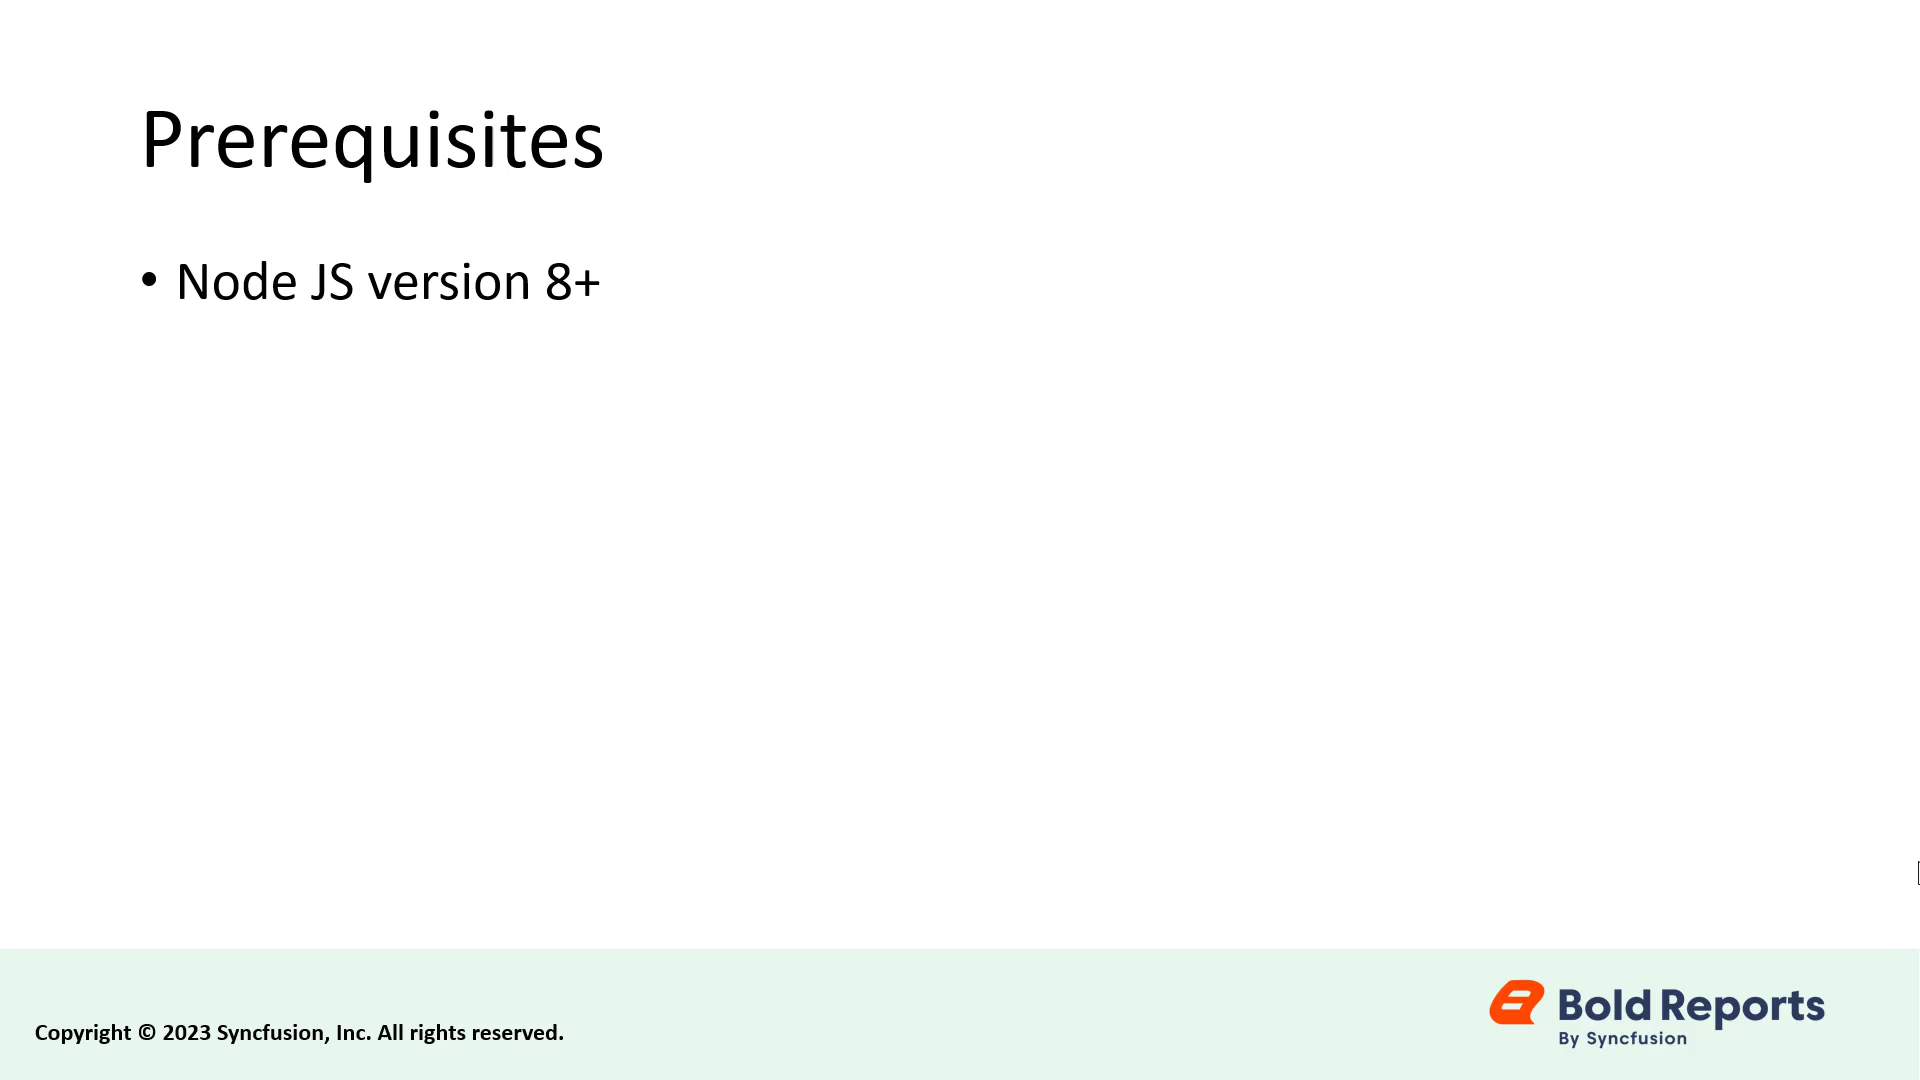 Prerequisites
• Node JS version 8+
Copyright © 2023 Syncfusion, Inc. All rights reserved.
Bold Reports
By Syncfusion